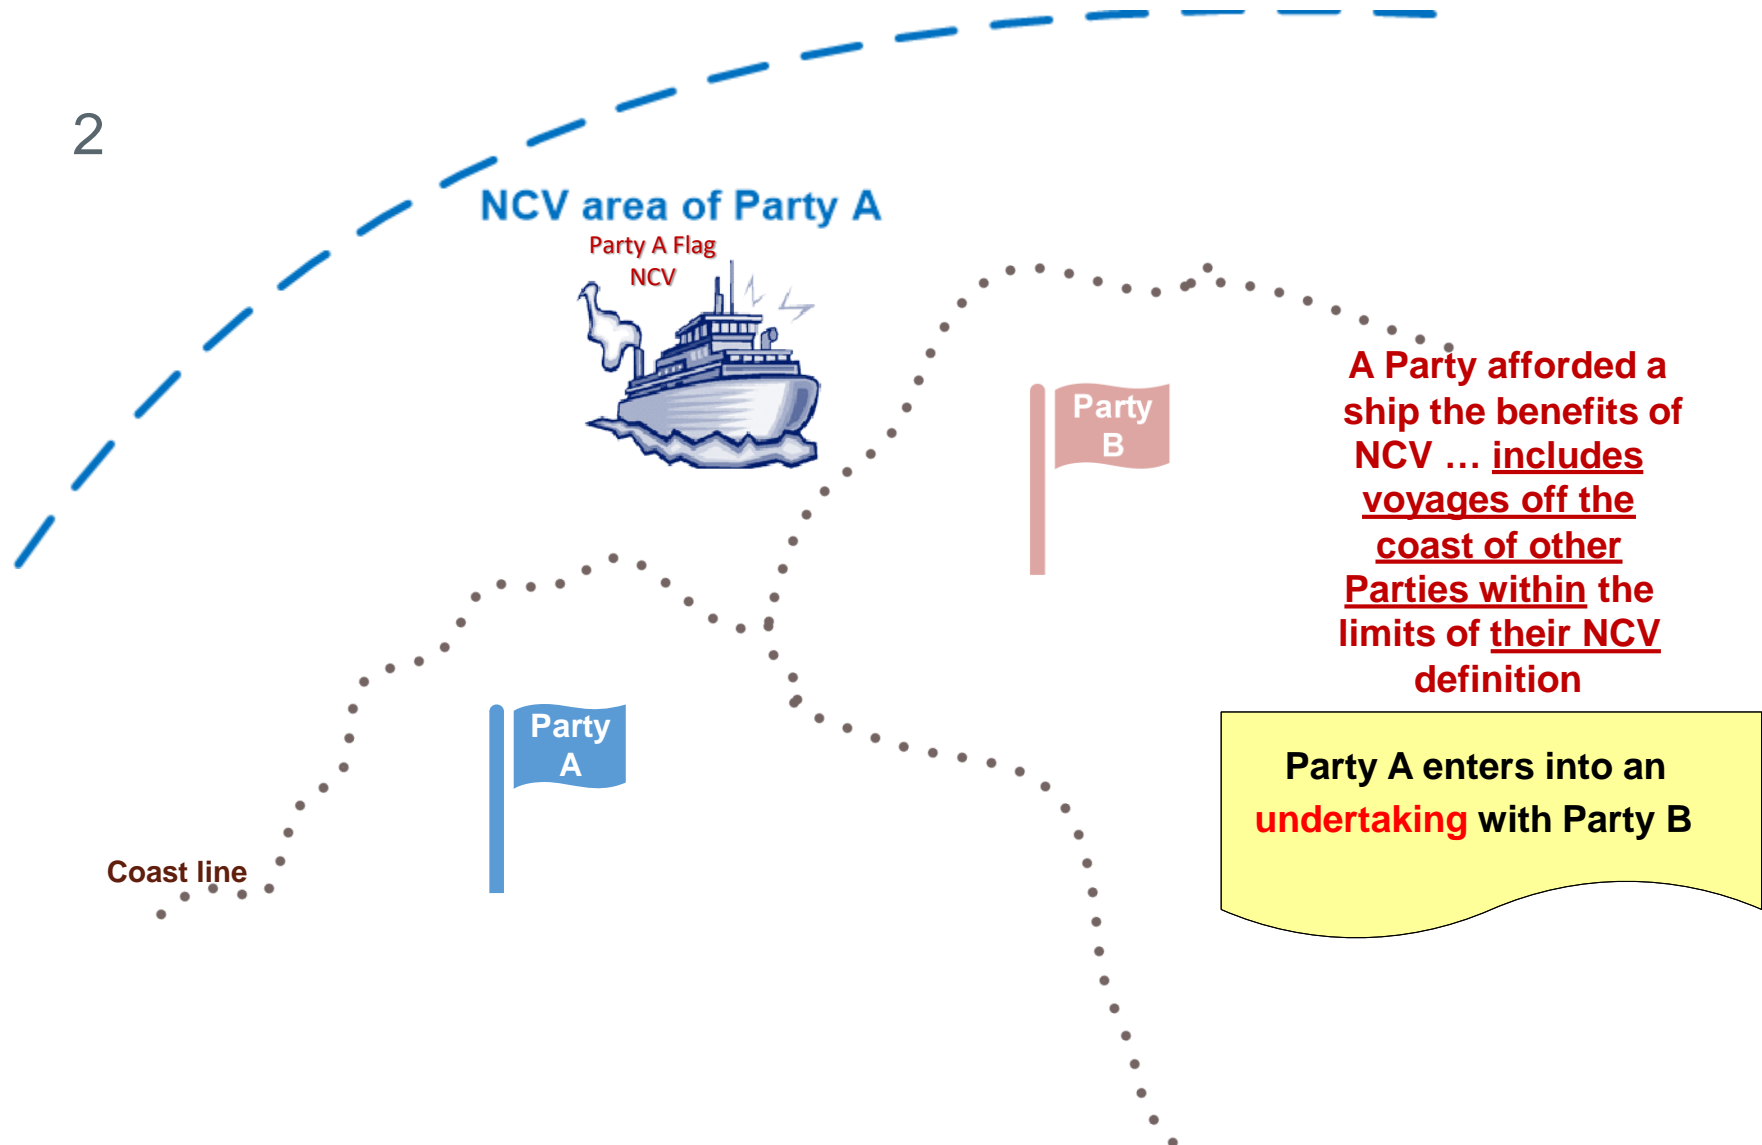 2
NCV area of Party A
Party A Flag
NCV
Party
B
A Party afforded a
ship the benefits of
NCV … includes
voyages off the
coast of other
Parties within the
limits of their NCV
definition
Party
A
Party A enters into an
undertaking with Party B
Coast line